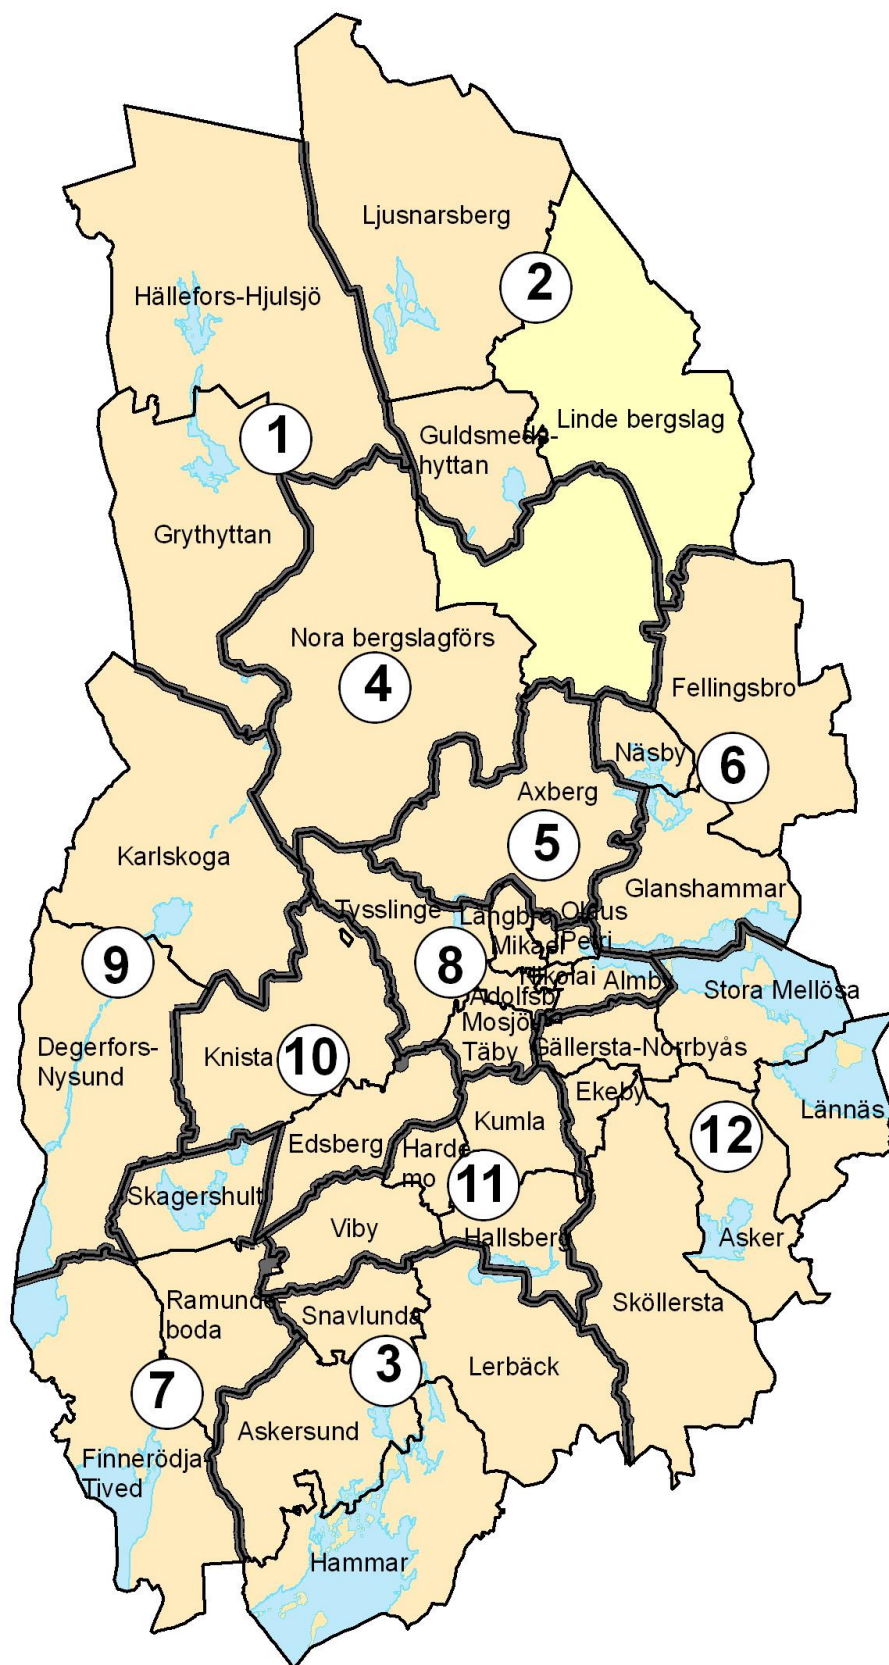 Ljusnarsberg
2
Hällefors-Hjulsjö
Linde bergslag
1
Guldsmeds-
hyttan
Grythyttan
Nora bergslagförs
4
Fellingsbro
Näsby
6
Axberg
5
Karlskoga
Glanshammar
Tysslinge
Längbro
Olaus
Petri
Mikael
9
8
Nikolai
Almby
Adolfsb
Stora Mellösa
Mosjö
Täby
Gällersta-Norrbyås
Degerfors-
Nysund
Knista
10
Ekeby
Lännäs
Kumla
12
Edsberg
Harde
mo
11
Skagershult
Viby
Hallsberg
Asker
Ramunde-
boda
Snavlunda
Sköllersta
3
Lerbäck
7
Askersund
Finnerödja-
Tived
Hammar